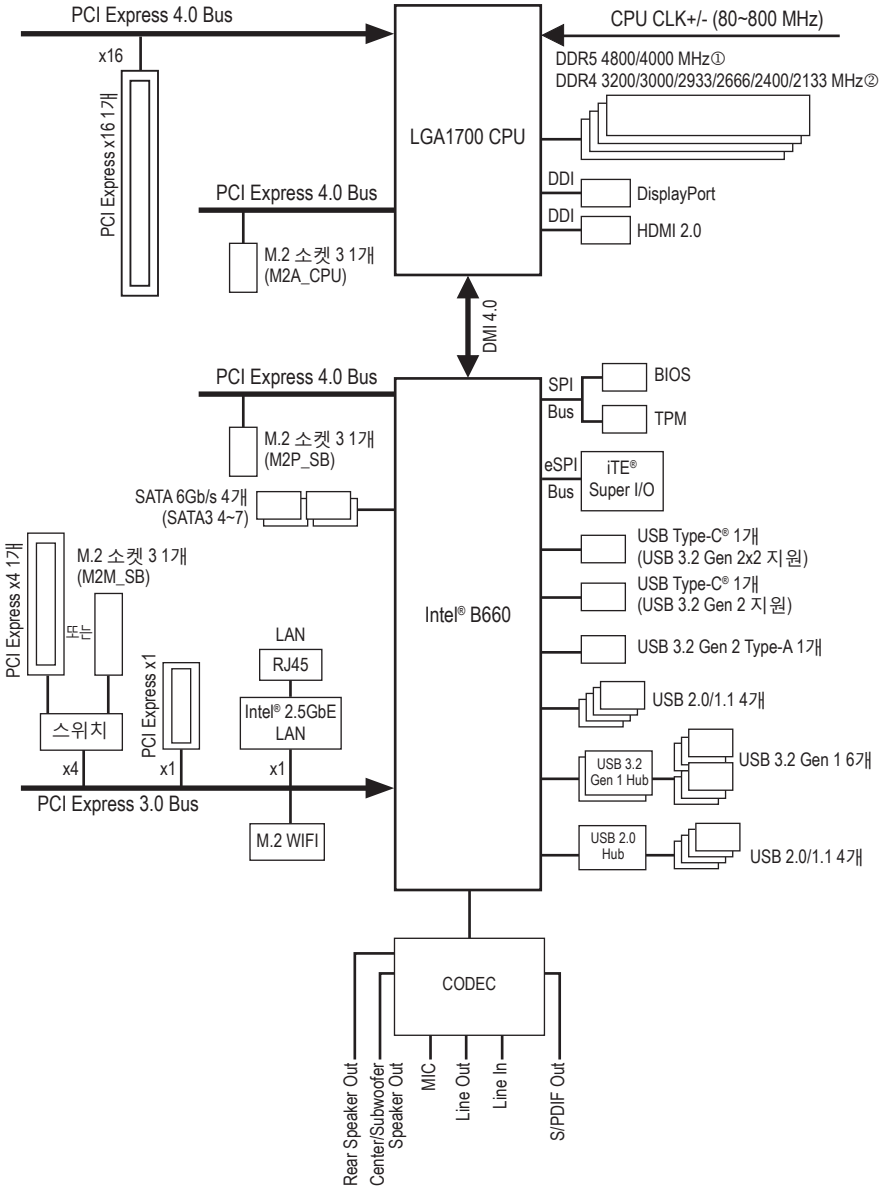 PCI Express 4.0 Bus
CPU CLK+/- (80~800 MHz)
x16
PCI Express x16 1개
DDR5 4800/4000 MHz①
DDR4 3200/3000/2933/2666/2400/2133 MHz②
LGA1700 CPU
PCI Express 4.0 Bus
M.2 소켓 3 1개
(M2A_CPU)
DDI
DisplayPort
DDI
HDMI 2.0
DMI 4.0
PCI Express 4.0 Bus
M.2 소켓 3 1개
(M2P_SB)
SPI
Bus
BIOS
TPM
eSPI
Bus
iTE®
Super I/O
SATA 6Gb/s 4개
(SATA3 4~7)
Intel® B660
USB Type-C® 1개
(USB 3.2 Gen 2x2 지원)
USB Type-C® 1개
(USB 3.2 Gen 2 지원)
USB 3.2 Gen 2 Type-A 1개
USB 2.0/1.1 4개
USB 3.2
Gen 1 Hub
USB 3.2 Gen 1 6개
USB 2.0
Hub
USB 2.0/1.1 4개
PCI Express x4 1개
M.2 소켓 3 1개
(M2M_SB)
또는
스위치
x4
PCI Express x1
x1
LAN
RJ45
Intel® 2.5GbE
LAN
x1
PCI Express 3.0 Bus
M.2 WIFI
CODEC
Rear Speaker Out
Center/Subwoofer
Speaker Out
MIC
Line Out
Line In
S/PDIF Out